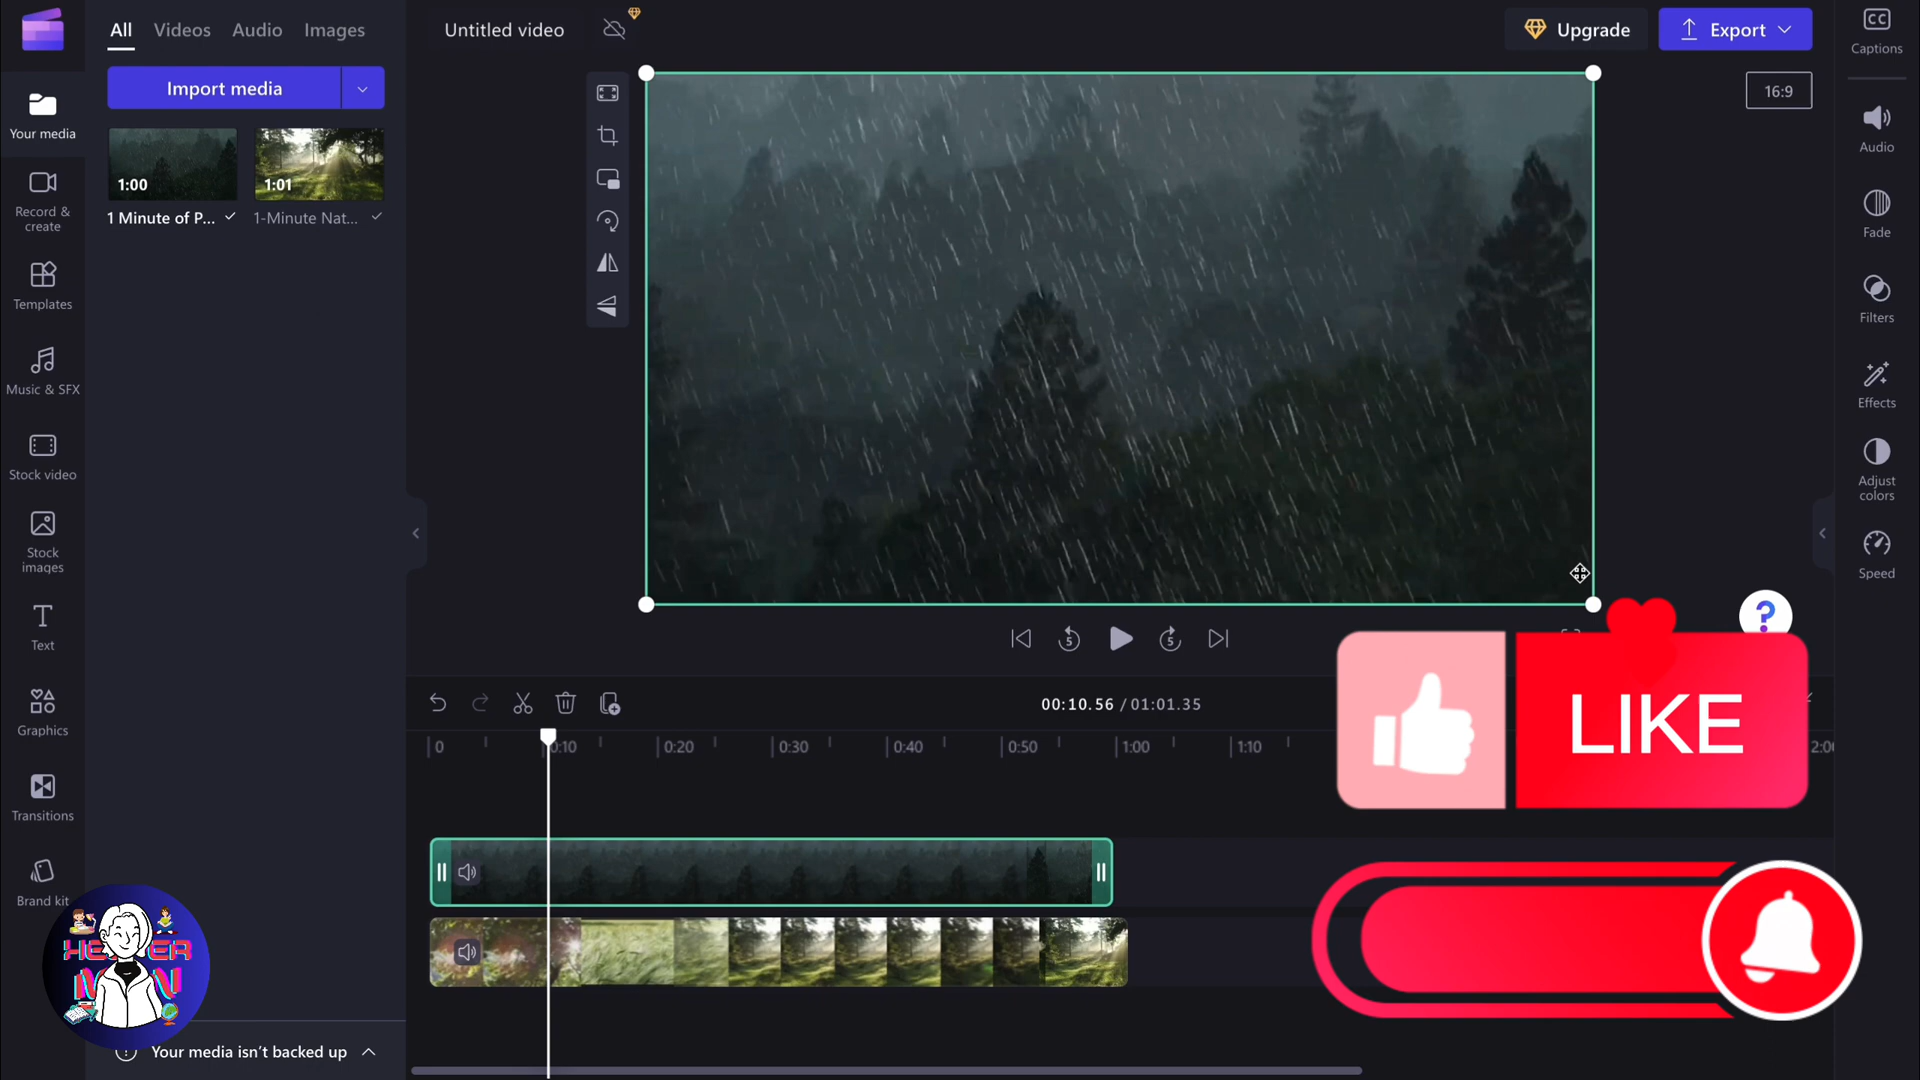 All Videos Audio Images
Untitled video
Upgrade
Export
Captions
Import media
16:9
Your media
1:00
1:01
1 Minute of P...
1-Minute Nat...
Audio
Record &
create
Fade
Templates
Filters
Music & SFX
Effects
Stock video
Adjust
colors
Stock
images
Speed
Text
?
5
5
LIKE
Graphics
00:10.56 / 01:01.35
0
0:10
0:20
0:30
0:40
0:50
1:00
1:10
Transitions
Brand kit
Your media isn't backed up